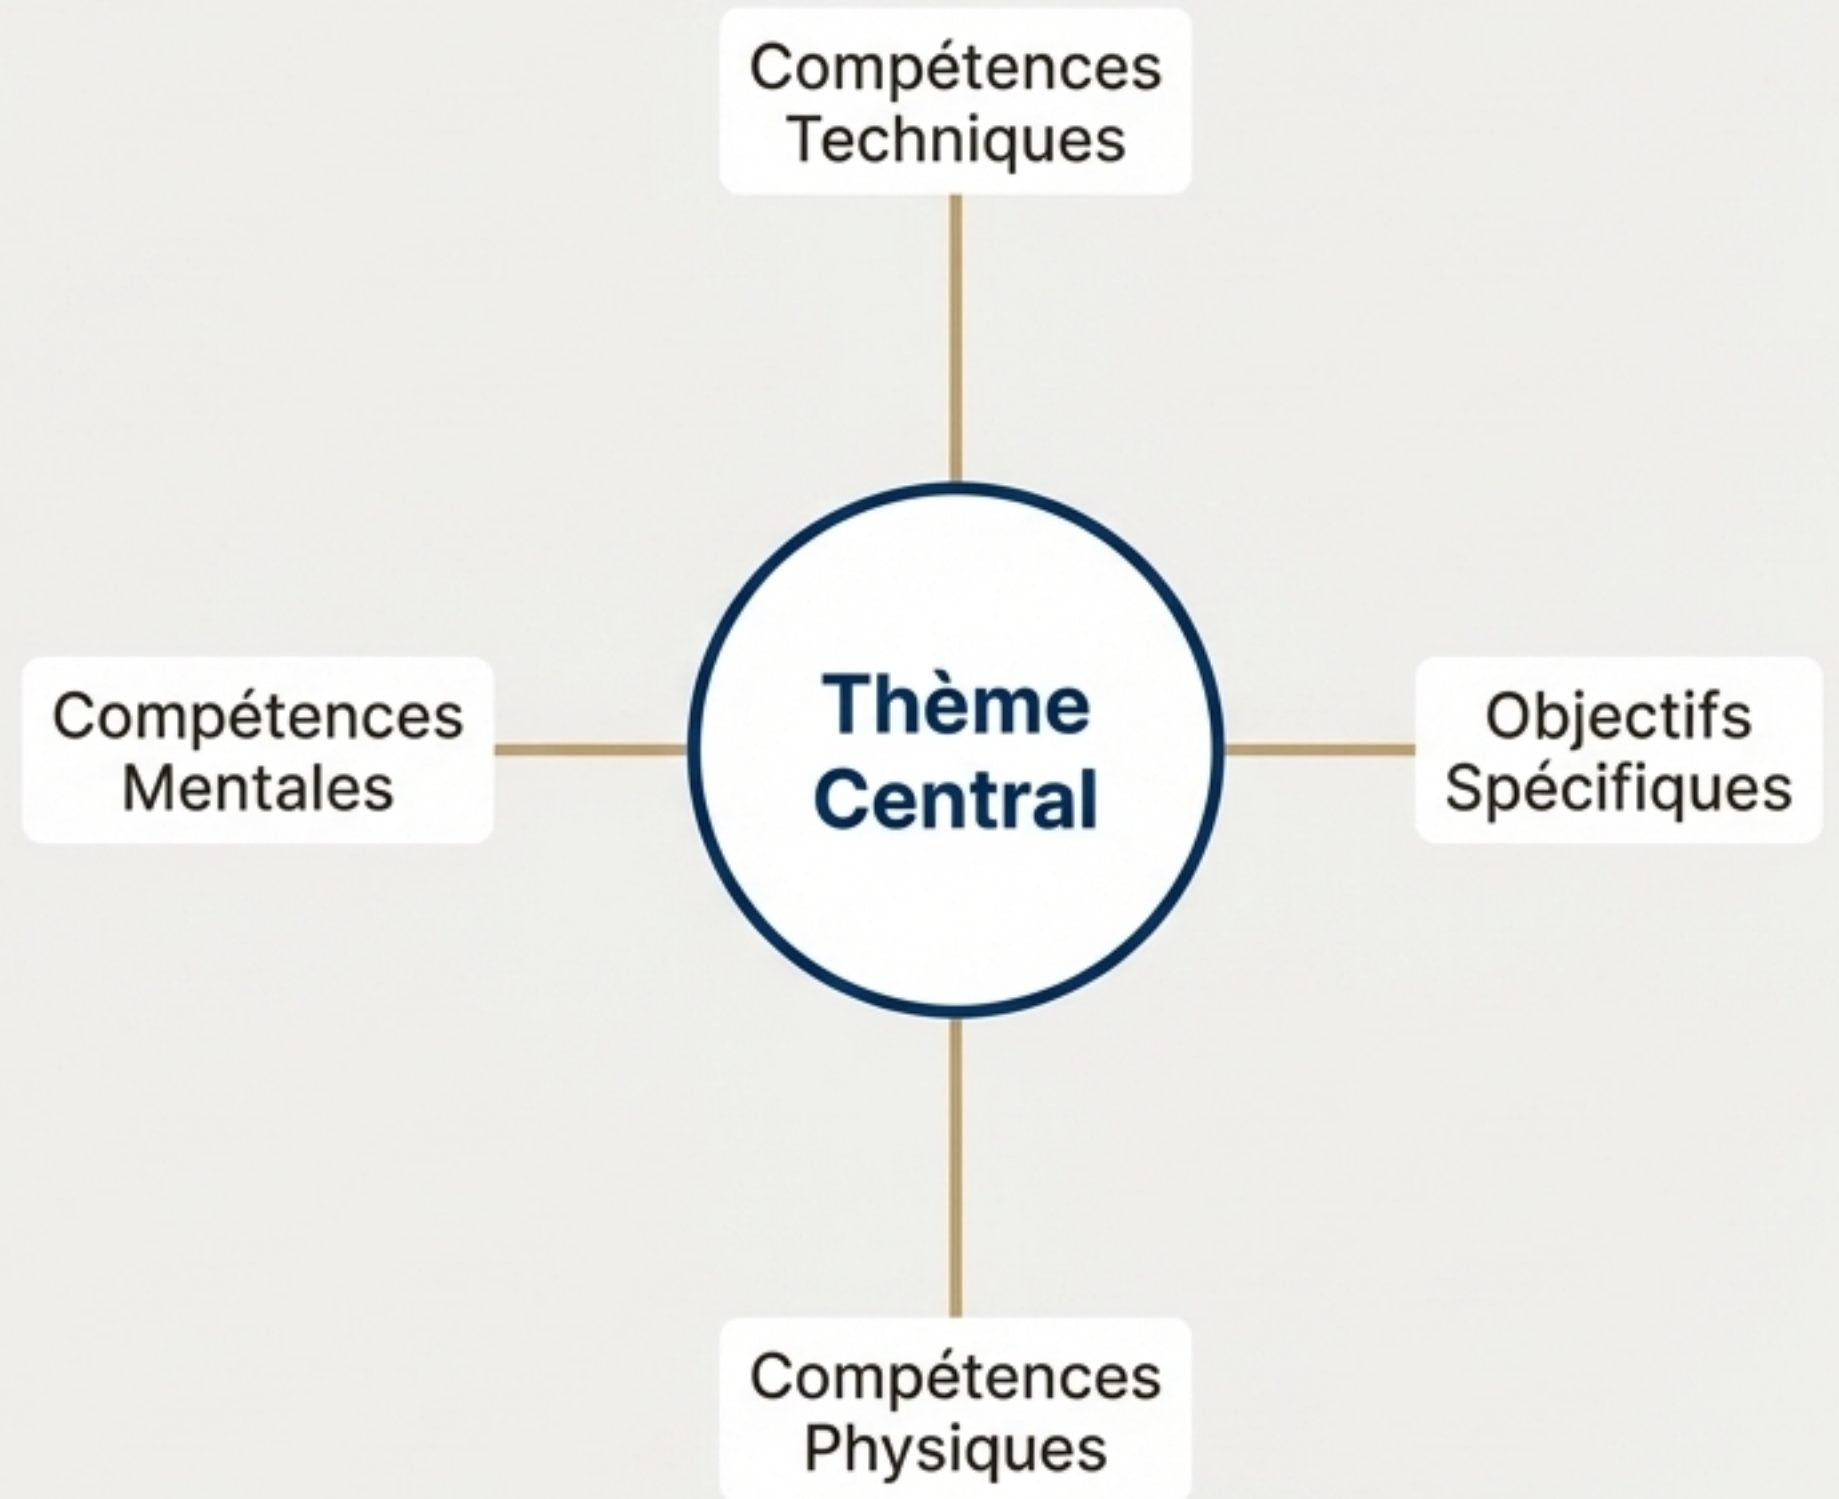 Compétences
Techniques
Compétences
Mentales
Thème
Central
Objectifs
Spécifiques
Compétences
Physiques